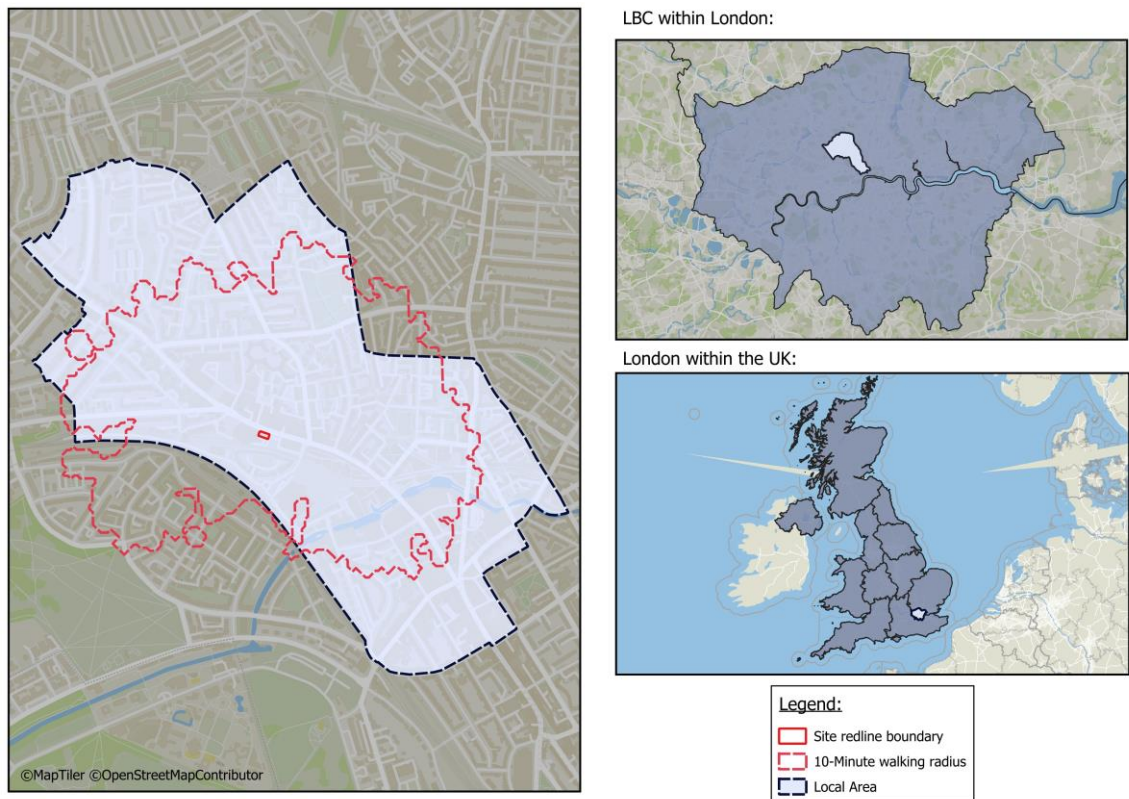 LBC within London:
London within the UK:
Legend:
Site redline boundary
10-Minute walking radius
Local Area
©MapTiler ©OpenStreetMapContributor